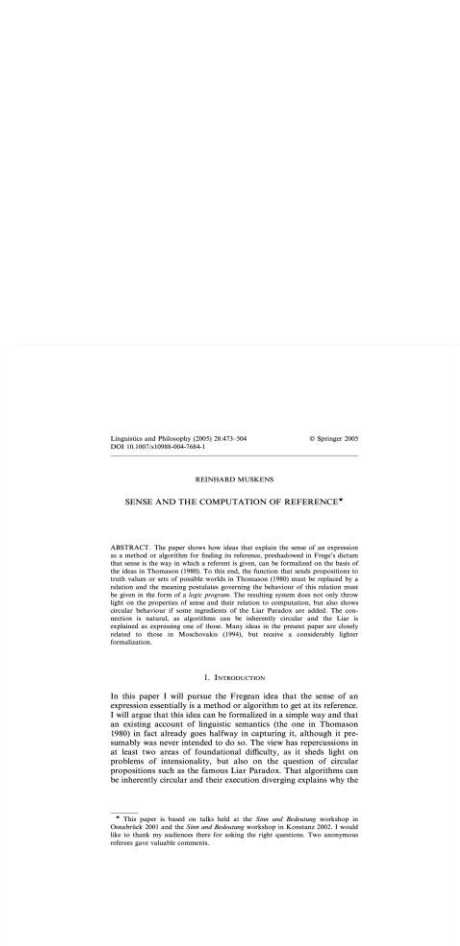 Linguistics and Philosophy (2005) 28:473–504 © Springer 2005
DOI 10.1007/s10988-004-7684-1
REINHARD MUSKENS
SENSE AND THE COMPUTATION OF REFERENCE★
ABSTRACT. The paper shows how ideas that explain the sense of an expression
as a method or algorithm for finding its reference, preshadowed in Frege's dictum
that sense is the way in which a referent is given, can be formalized on the basis of
the ideas in Thomason (1980). To this end, the function that sends propositions to
truth values or sets of possible worlds in Thomason (1980) must be replaced by a
relation and the meaning postulates governing the behaviour of this relation must
be given in the form of a logic program. The resulting system does not only throw
light on the properties of sense and their relation to computation, but also shows
circular behaviour if some ingredients of the Liar Paradox are added. The con-
nection is natural, as algorithms can be inherently circular and the Liar is
explained as expressing one of those. Many ideas in the present paper are closely
related to those in Moschovakis (1994), but receive a considerably lighter
formalization.
1. INTRODUCTION
In this paper I will pursue the Fregean idea that the sense of an
expression essentially is a method or algorithm to get at its reference.
I will argue that this idea can be formalized in a simple way and that
an existing account of linguistic semantics (the one in Thomason
1980) in fact already goes halfway in capturing it, although it pre-
sumably was never intended to do so. The view has repercussions in
at least two areas of foundational difficulty, as it sheds light on
problems of intensionality, but also on the question of circular
propositions such as the famous Liar Paradox. That algorithms can
be inherently circular and their execution diverging explains why the
★ This paper is based on talks held at the Sinn und Bedeutung workshop in
Osnabrück 2001 and the Sinn und Bedeutung workshop in Konstanz 2002. I would
like to thank my audiences there for asking the right questions. Two anonymous
referees gave valuable comments.